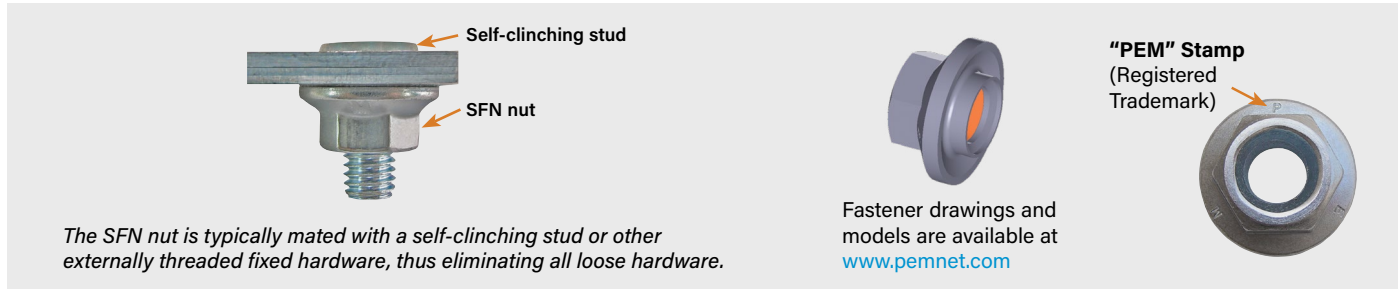 Self-clinching stud
SFN nut
The SFN nut is typically mated with a self-clinching stud or other
externally threaded fixed hardware, thus eliminating all loose hardware.
Fastener drawings and
models are available at
www.pemnet.com
“PEM” Stamp
(Registered
Trademark)
P
E
M